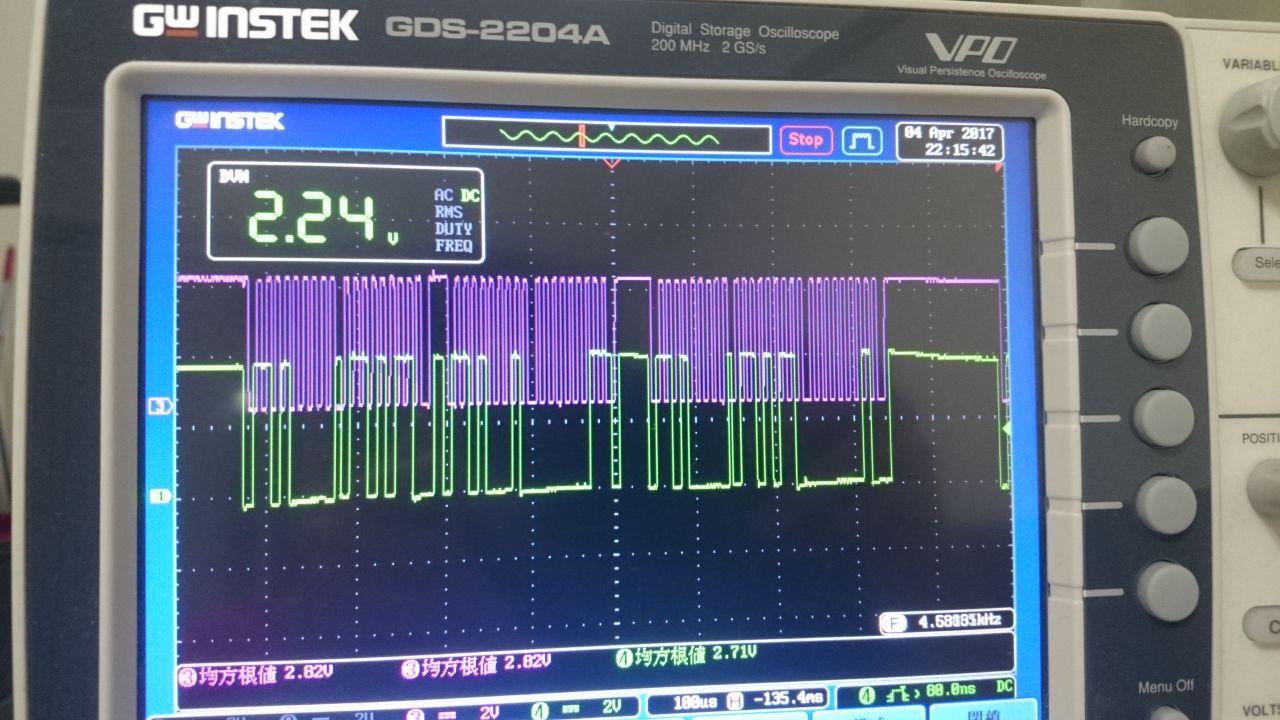 GW INSTEK GDS-2204A Digital Storage Oscilloscope
200 MHz 2 GS/s
VPO
Visual Persistence Oscilloscope
VARIABL
Hardcopy
GW INSTEK
Stop
04 Apr 2017
22:15:42
DVM
2.24 V
AC DC
RMS
DUTY
FREQ
Sele
3
POSITI
F
③均方根值 2.82V ③均方根值 2.82V ④均方根值 2.71V
100us H -135.4ms
④ 80.0ns DC
3 2V 4 2V
Menu Off
VOLTS